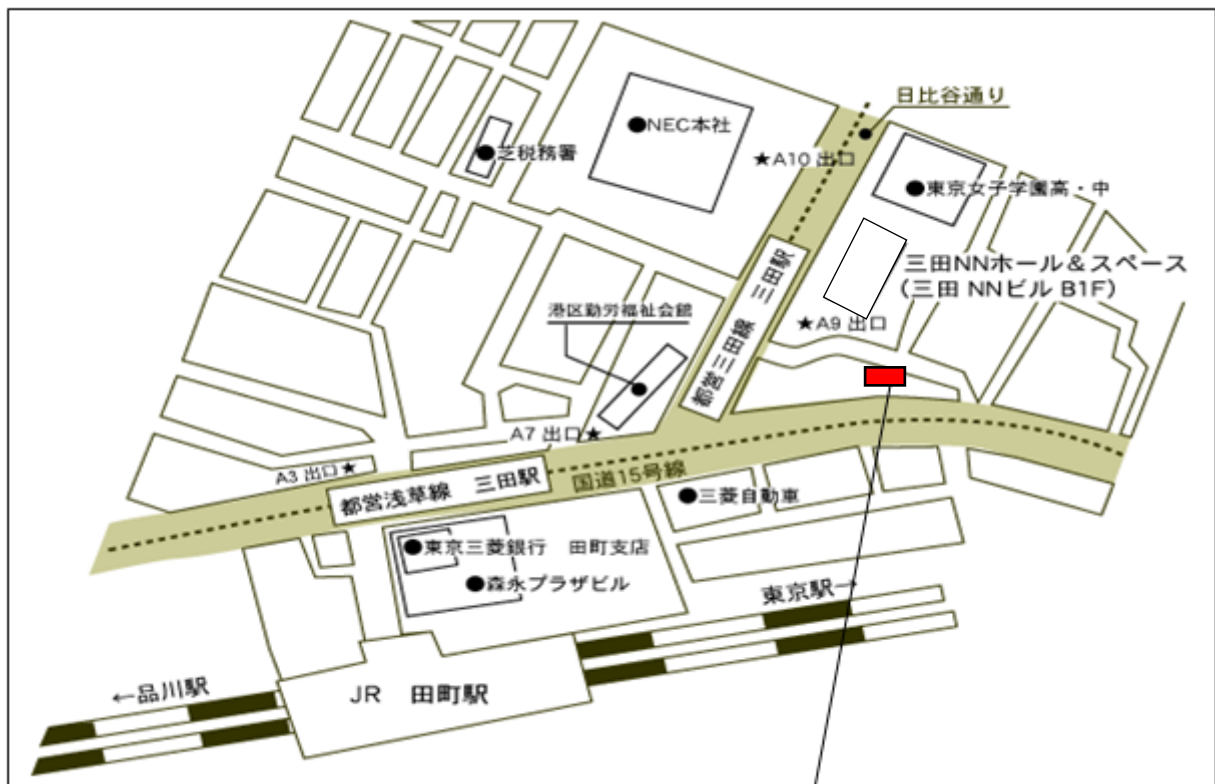 日比谷通り
●NEC本社
★A10 出口
●芝税務署
●東京女子学園高・中
三田NNホール＆スペース
（三田 NNビル B1F）
都営三田線　三田駅
港区勤労福祉会館
★A9 出口
A7 出口★
A3 出口★
国道15号線
都営浅草線　三田駅
●三菱自動車
●東京三菱銀行　田町支店
●森永プラザビル
東京駅→
←品川駅
JR　田町駅